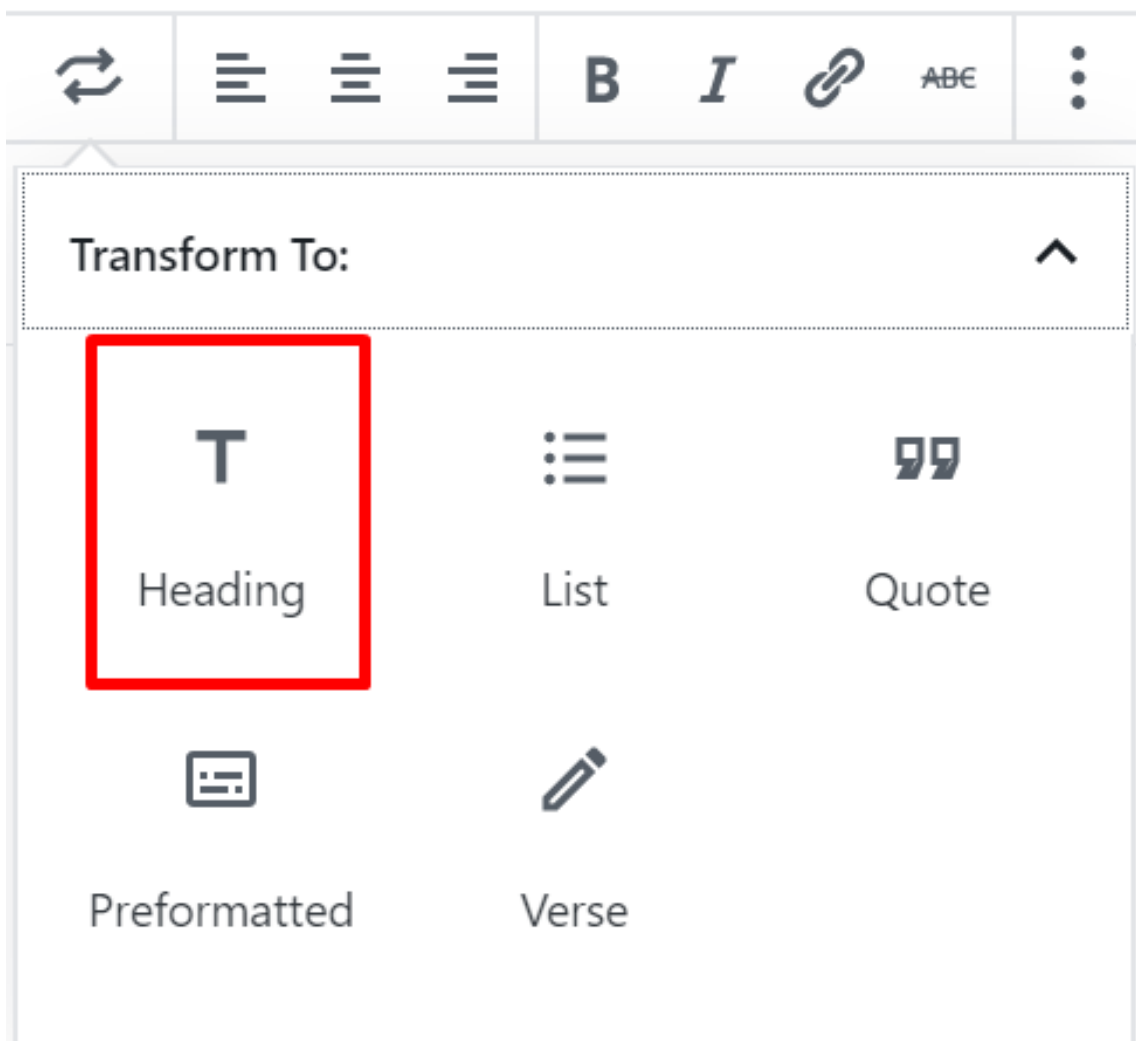 B I ABC
Transform To:
T
Heading List Quote
Preformatted Verse